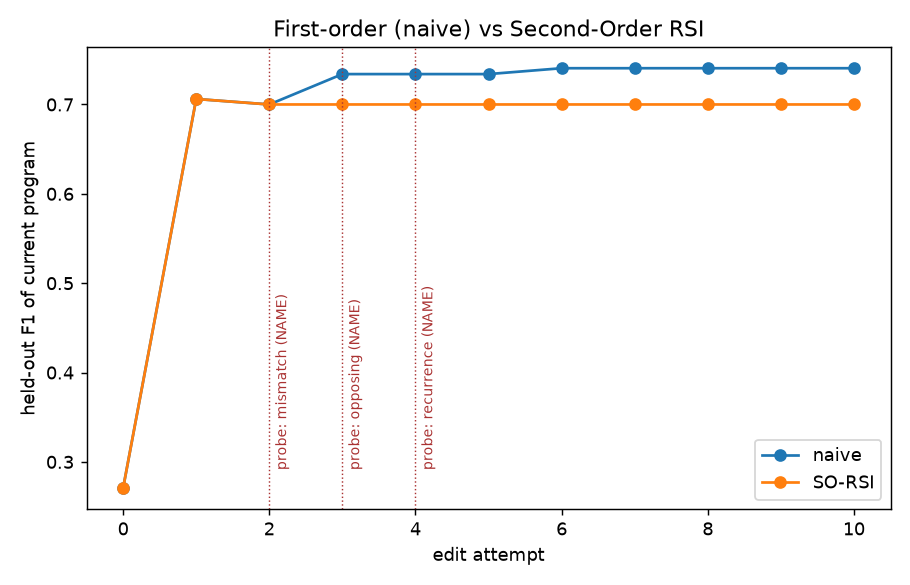 First-order (naive) vs Second-Order RSI
held-out F1 of current program
0.7
0.6
0.5
0.4
0.3
probe: mismatch (NAME)
probe: opposing (NAME)
probe: recurrence (NAME)
naive
SO-RSI
0 2 4 6 8 10
edit attempt